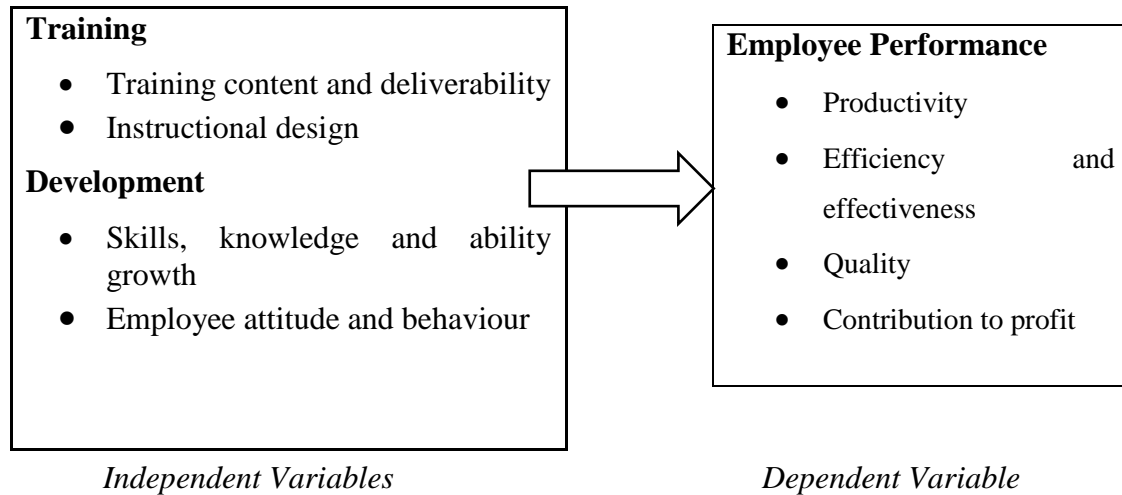 Training
• Training content and deliverability
• Instructional design
Development
• Skills, knowledge and ability
growth
• Employee attitude and behaviour
Independent Variables
Employee Performance
• Productivity
• Efficiency and
effectiveness
• Quality
• Contribution to profit
Dependent Variable